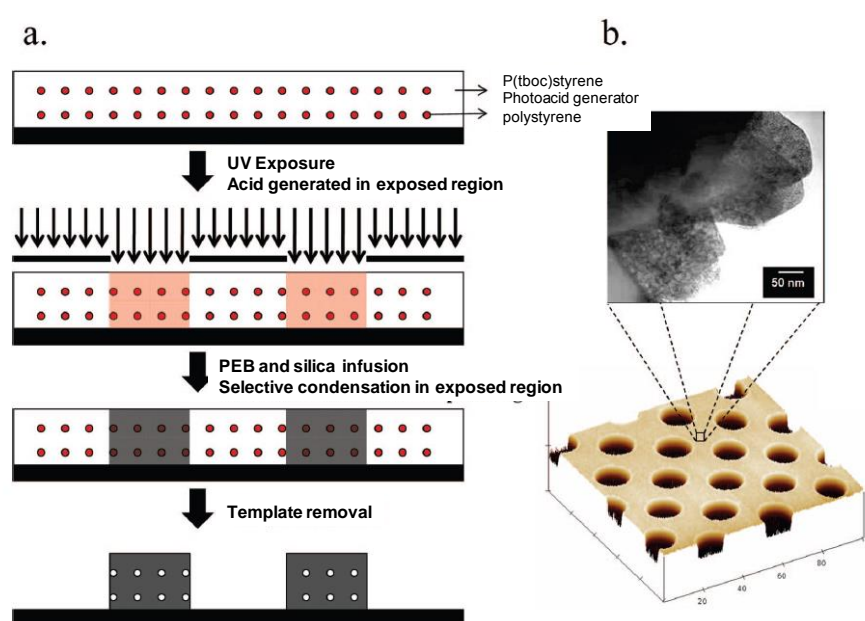 a.
b.
P(tboc)styrene
Photoacid generator
polystyrene
UV Exposure
Acid generated in exposed region
50 nm
PEB and silica infusion
Selective condensation in exposed region
Template removal
20
40
60
80